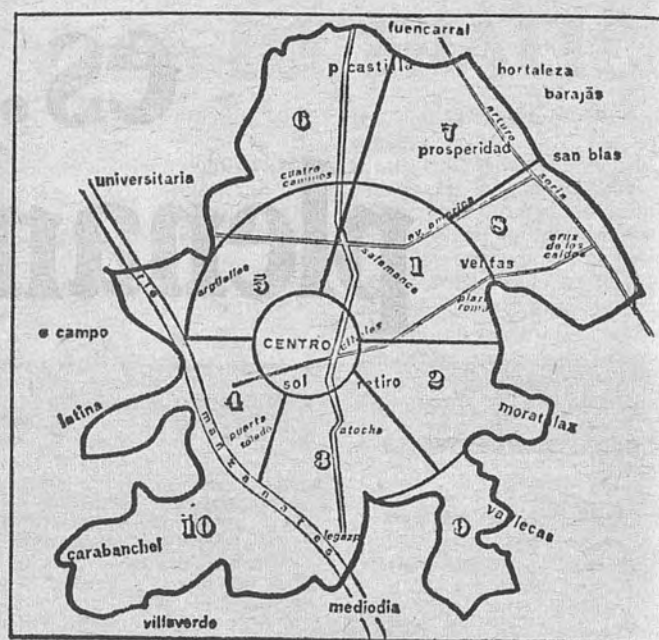 fuencarral
p castilla
hortaleza
barajas
6
7
arturo
prosperidad
cuatro
caminos
san blas
soria
universitaria
av. america
8
cruz
de los
caidos
salamanca
1
ventas
argüelles
5
plaza
roma
rio
CENTRO
cibeles
c campo
sol
retiro
2
4
latina
moratalaz
puerta
toledo
atocha
3
manzanares
10
9
vallecas
legazpi
carabanchel
mediodia
villaverde